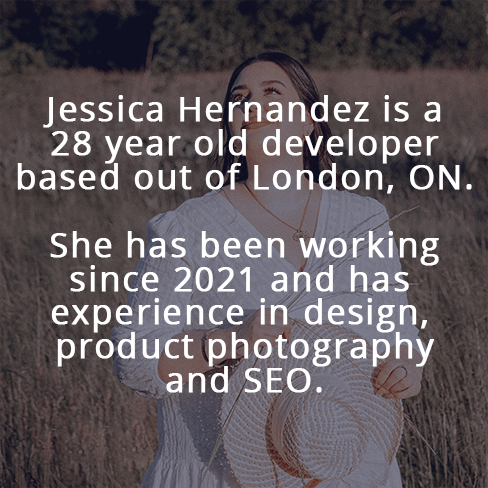 Jessica Hernandez is a
28 year old developer
based out of London, ON.
She has been working
since 2021 and has
experience in design,
product photography
and SEO.